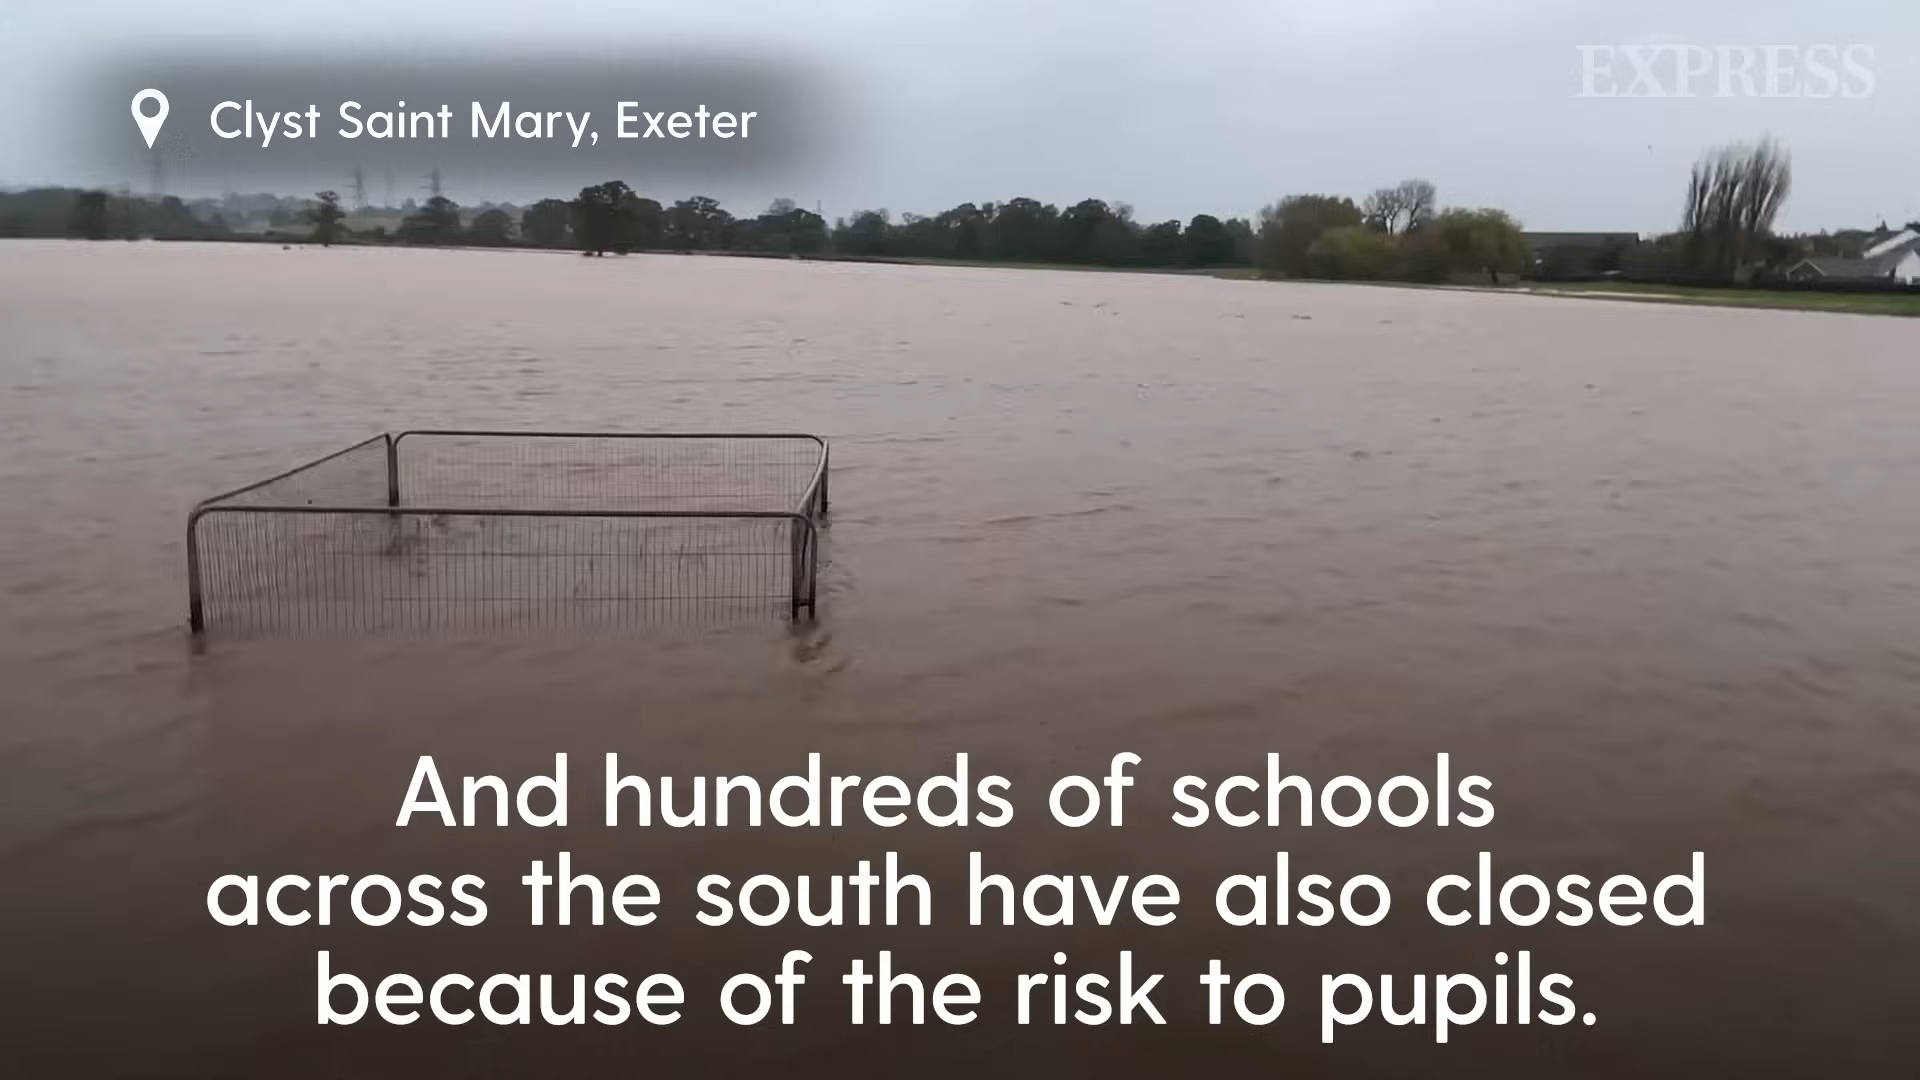 Clyst Saint Mary, Exeter
EXPRESS
And hundreds of schools
across the south have also closed
because of the risk to pupils.